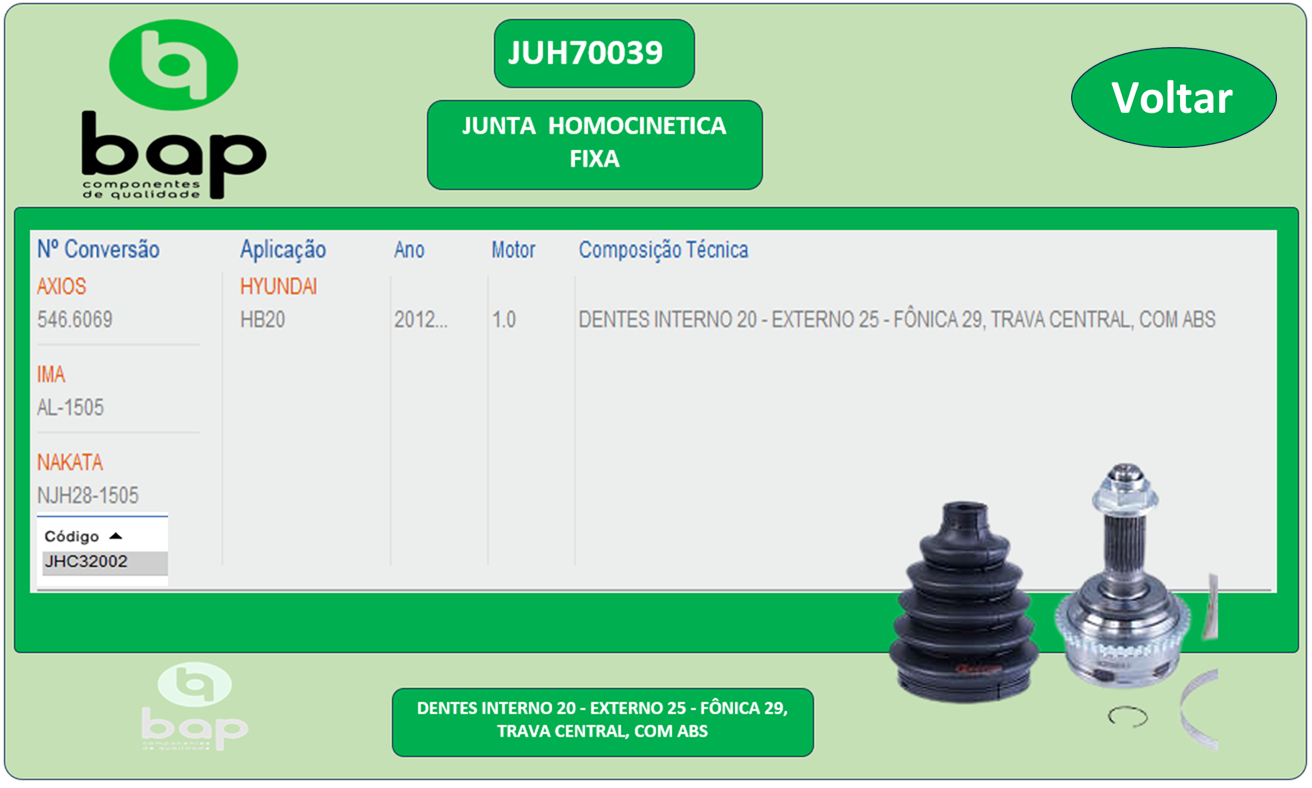 bap
componentes
de qualidade
JUH70039
JUNTA HOMOCINETICA
FIXA
Voltar
Nº Conversão Aplicação Ano Motor Composição Técnica
AXIOS HYUNDAI
546.6069 HB20 2012... 1.0 DENTES INTERNO 20 - EXTERNO 25 - FÔNICA 29, TRAVA CENTRAL, COM ABS
IMA
AL-1505
NAKATA
NJH28-1505
Código
JHC32002
bap
componentes
de qualidade
DENTES INTERNO 20 - EXTERNO 25 - FÔNICA 29,
TRAVA CENTRAL, COM ABS